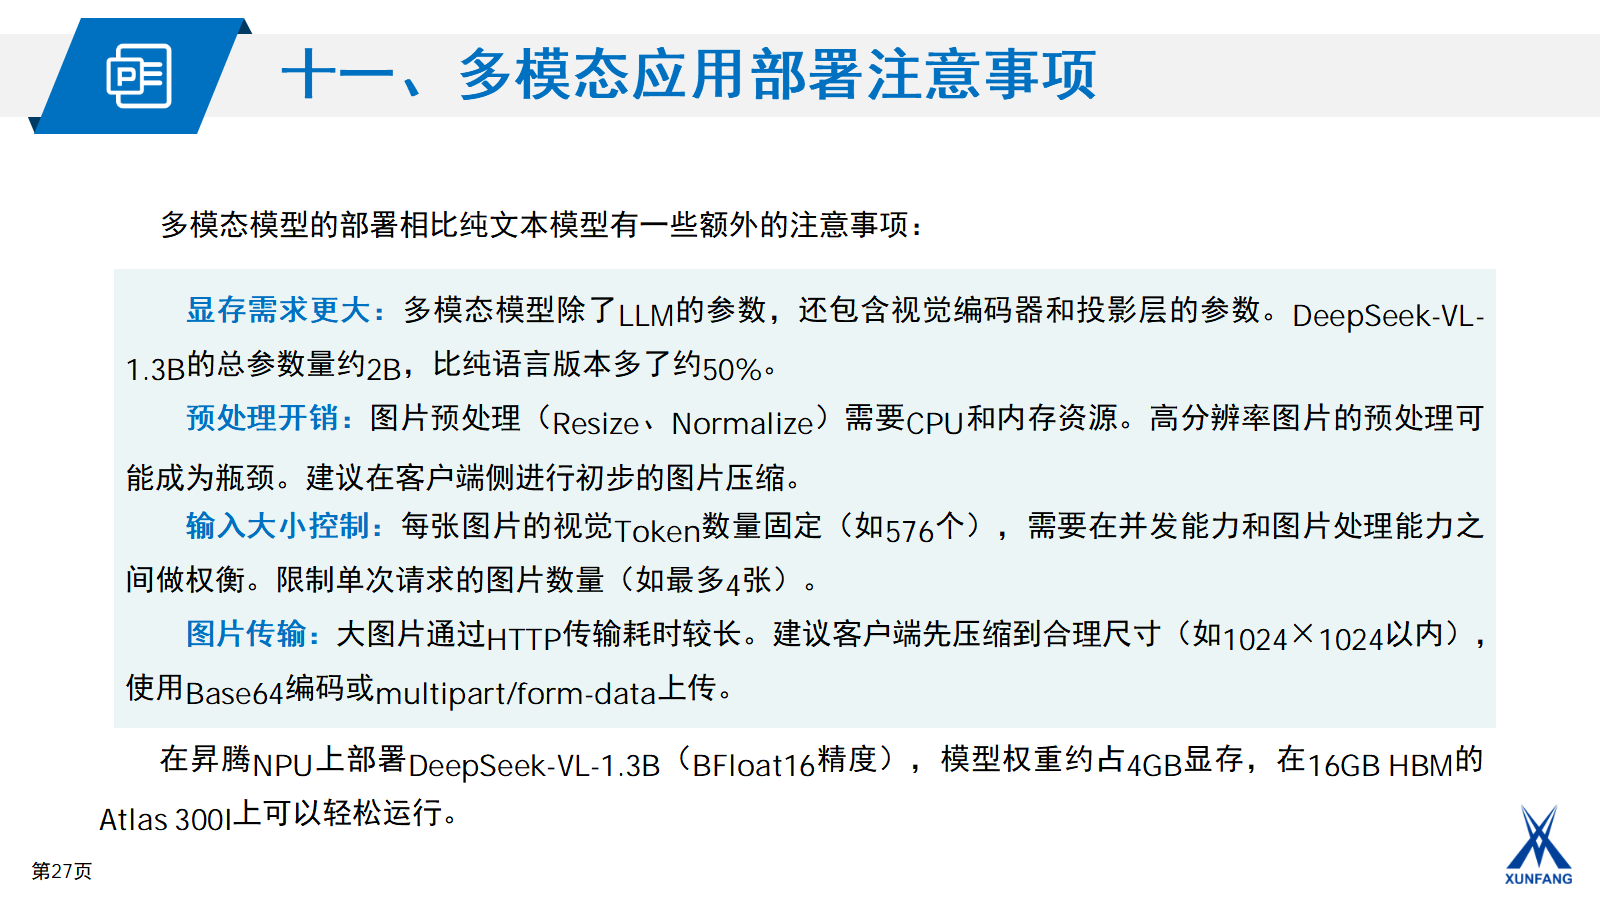 十一、多模态应用部署注意事项
多模态模型的部署相比纯文本模型有一些额外的注意事项：
显存需求更大：多模态模型除了LLM的参数，还包含视觉编码器和投影层的参数。DeepSeek-VL-
1.3B的总参数量约2B，比纯语言版本多了约50%。
预处理开销：图片预处理（Resize、Normalize）需要CPU和内存资源。高分辨率图片的预处理可
能成为瓶颈。建议在客户端侧进行初步的图片压缩。
输入大小控制：每张图片的视觉Token数量固定（如576个），需要在并发能力和图片处理能力之
间做权衡。限制单次请求的图片数量（如最多4张）。
图片传输：大图片通过HTTP传输耗时较长。建议客户端先压缩到合理尺寸（如1024×1024以内），
使用Base64编码或multipart/form-data上传。
在昇腾NPU上部署DeepSeek-VL-1.3B（BFloat16精度），模型权重约占4GB显存，在16GB HBM的
Atlas 300I上可以轻松运行。
第27页
XUNFANG